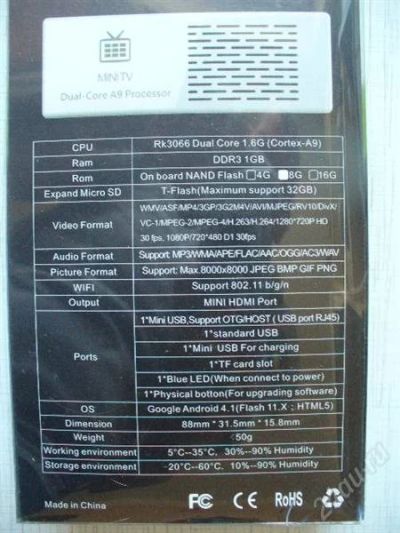 MINI TV
Dual-Core A9 Processor
CPU Rk3066 Dual Core 1.6G (Cortex-A9)
Ram DDR3 1GB
Rom On board NAND Flash 4G 8G 16G
Expand Micro SD T-Flash(Maximum support 32GB)
Video Format WMV/ASF/MP4/3GP/3G2/M4V/AVI/MJPEG/RV10/DivX/
VC-1/MPEG-2/MPEG-4/H.263/H.264/1280*720P HD
30 fps, 1080P/720*480 D1 30fps
Audio Format Support: MP3/WMA/APE/FLAC/AAC/OGG/AC3/WAV
Picture Format Support: Max.8000x8000 JPEG BMP GIF PNG
WIFI Support 802.11 b/g/n
Output MINI HDMI Port
Ports 1*Mini USB,Support OTG/HOST ( USB port RJ45)
1*standard USB
1*Mini USB For charging
1*TF card slot
1*Blue LED(When connect to power)
1*Physical botton(For upgrading software)
OS Google Android 4.1(Flash 11.X ; HTML5)
Dimension 88mm * 31.5mm * 15.8mm
Weight <50g
Working environment 5°C--35°C, 30%--90% Humidity
Storage environment -20°C--60°C, 10%--90% Humidity
Made in China FC CE RoHS